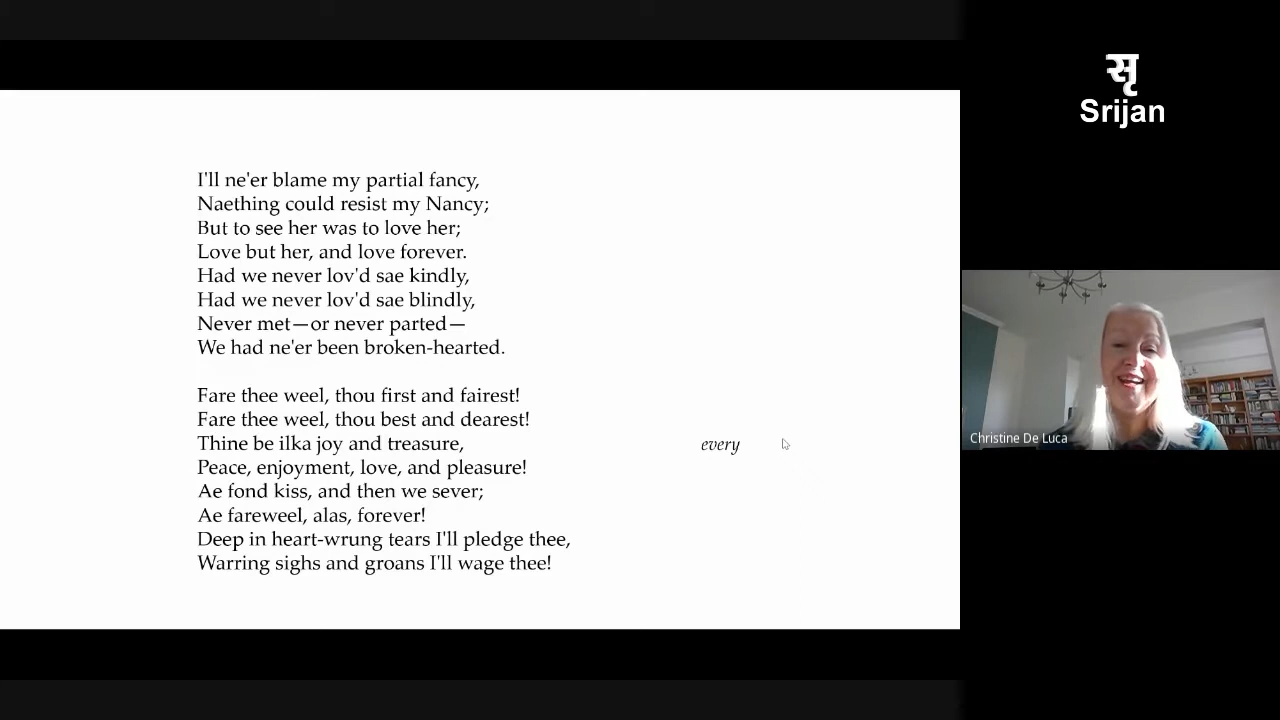 I'll ne'er blame my partial fancy,
Naething could resist my Nancy;
But to see her was to love her;
Love but her, and love forever.
Had we never lov'd sae kindly,
Had we never lov'd sae blindly,
Never met—or never parted—
We had ne'er been broken-hearted.
Fare thee weel, thou first and fairest!
Fare thee weel, thou best and dearest!
Thine be ilka joy and treasure, every
Peace, enjoyment, love, and pleasure!
Ae fond kiss, and then we sever;
Ae fareweel, alas, forever!
Deep in heart-wrung tears I'll pledge thee,
Warring sighs and groans I'll wage thee!
सृ
Srijan
Christine De Luca